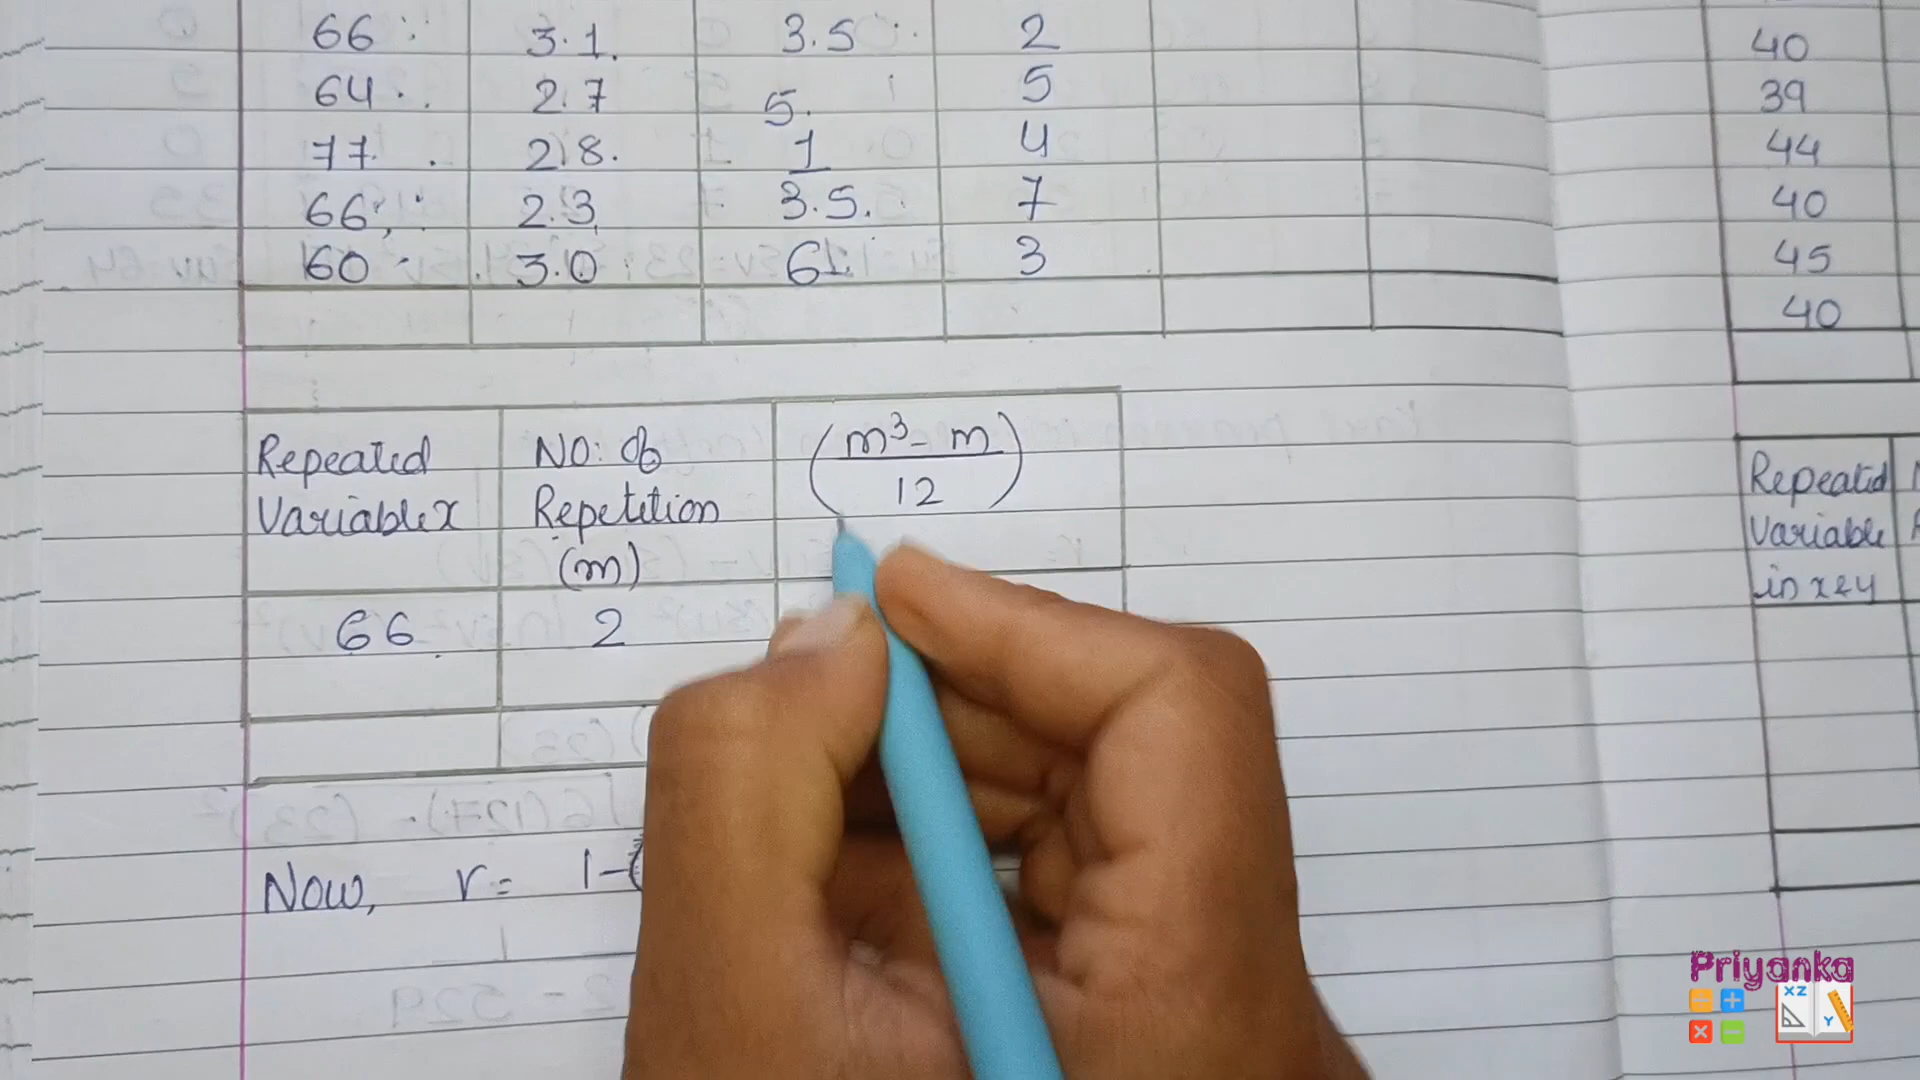 66 3.1 3.5 2
64 2.7 5 5
77 2.8 1 4
66 2.3 3.5 7
60 3.0 6 3
Repeated Variable x
NO: of Repetition (m)
(m³ - m / 12)
66 2
Now, r = 1-(
40
39
44
40
45
40
Repeated
Variable
in x & y
Priyanka
XZ
Y